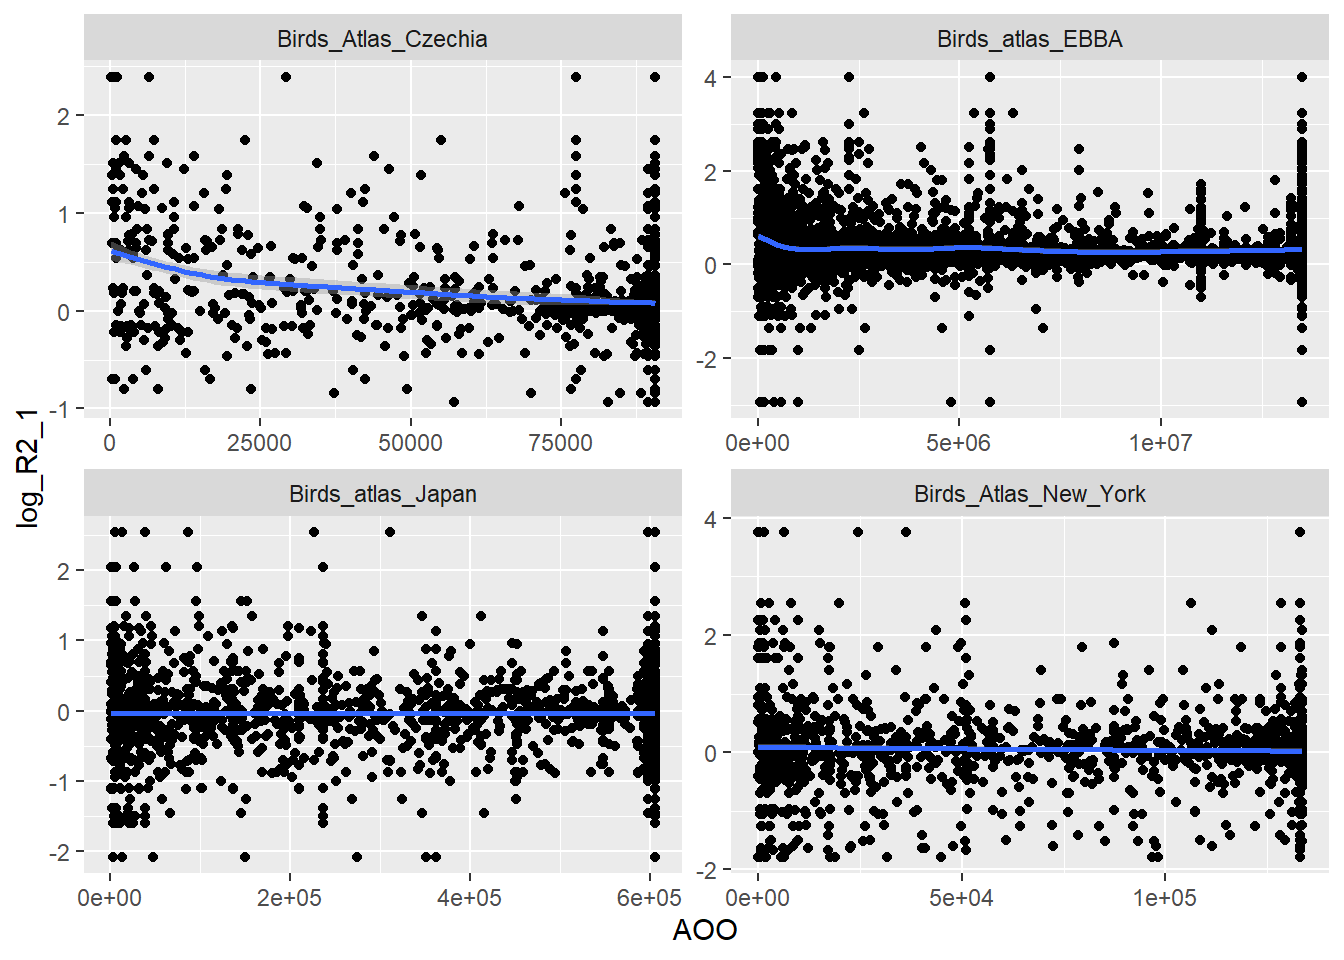 Birds_Atlas_Czechia
Birds_atlas_EBBA
2
1
0
-1
0 25000 50000 75000
4
2
0
-2
0e+00 5e+06 1e+07
Birds_atlas_Japan
Birds_Atlas_New_York
2
1
0
-1
-2
0e+00 2e+05 4e+05 6e+05
4
2
0
-2
0e+00 5e+04 1e+05
log_R2_1
AOO